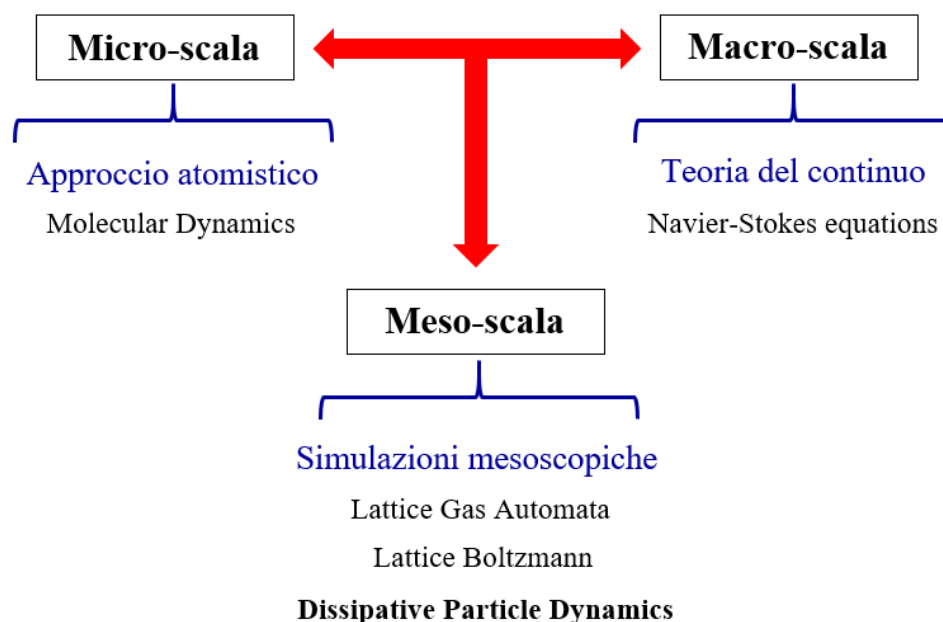 Micro-scala
Macro-scala
Approccio atomistico
Molecular Dynamics
Teoria del continuo
Navier-Stokes equations
Meso-scala
Simulazioni mesoscopiche
Lattice Gas Automata
Lattice Boltzmann
Dissipative Particle Dynamics